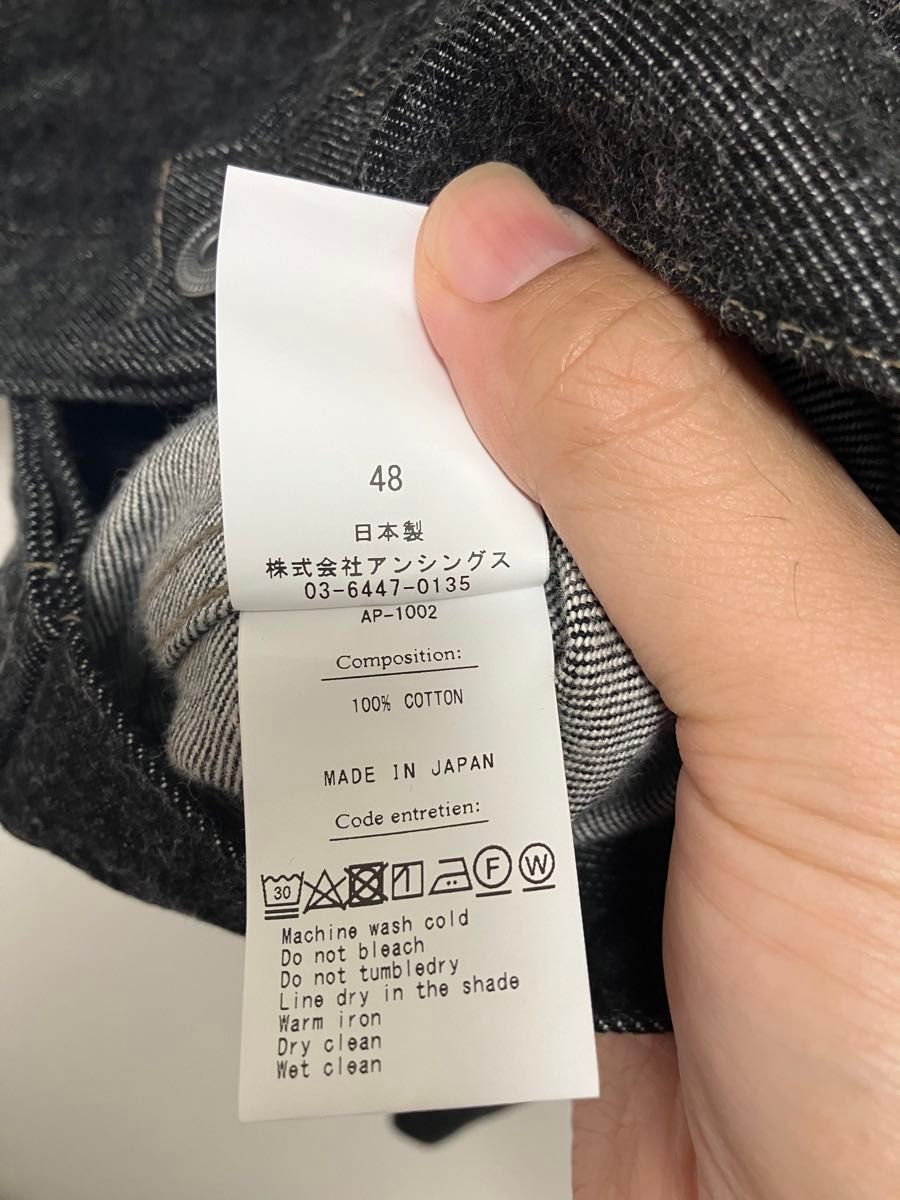 48
日本製
株式会社アンシングス
03-6447-0135
AP-1002
Composition:
100% COTTON
MADE IN JAPAN
Code entretien:
30 F W
Machine wash cold
Do not bleach
Do not tumbledry
Line dry in the shade
Warm iron
Dry clean
Wet clean